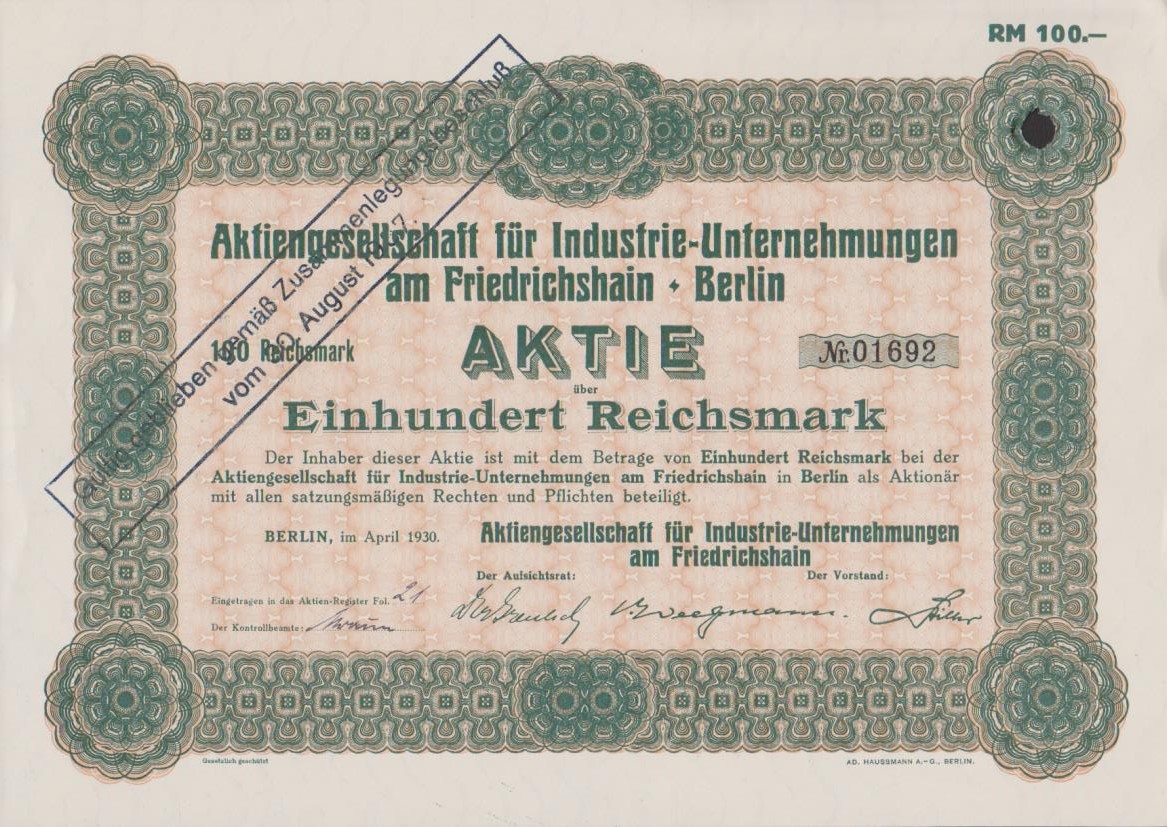 RM 100.—
Aktiengesellschaft für Industrie-Unternehmungen
am Friedrichshain • Berlin
100 Reichsmark
AKTIE
Nr. 01692
über
Einhundert Reichsmark
Der Inhaber dieser Aktie ist mit dem Betrage von Einhundert Reichsmark bei der
Aktiengesellschaft für Industrie-Unternehmungen am Friedrichshain in Berlin als Aktionär
mit allen satzungsmäßigen Rechten und Pflichten beteiligt.
BERLIN, im April 1930.
Aktiengesellschaft für Industrie-Unternehmungen
am Friedrichshain
Der Aufsichtsrat:
Der Vorstand:
Eingetragen in das Aktien-Register Fol. 21
Der Kontrollbeamte:
Gesetzlich geschützt
AD. HAUSSMANN A.-G., BERLIN.
gültig geblieben gemäß Zusammenlegungsbeschluß
vom August